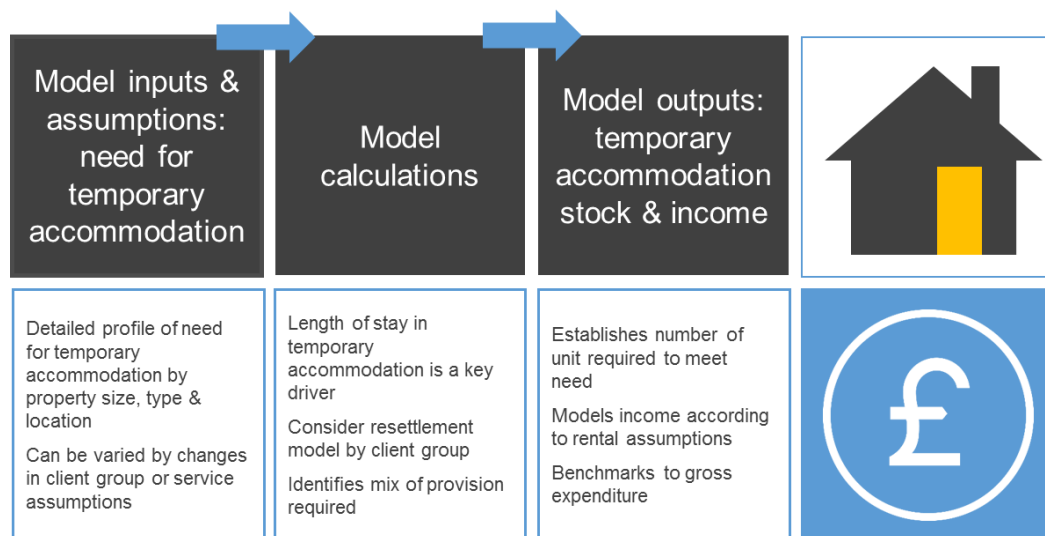 Model inputs &
assumptions:
need for
temporary
accommodation
Model
calculations
Model outputs:
temporary
accommodation
stock & income
Detailed profile of need
for temporary
accommodation by
property size, type &
location
Can be varied by changes
in client group or service
assumptions
Length of stay in
temporary
accommodation is a key
driver
Consider resettlement
model by client group
Identifies mix of provision
required
Establishes number of
unit required to meet
need
Models income according
to rental assumptions
Benchmarks to gross
expenditure
£